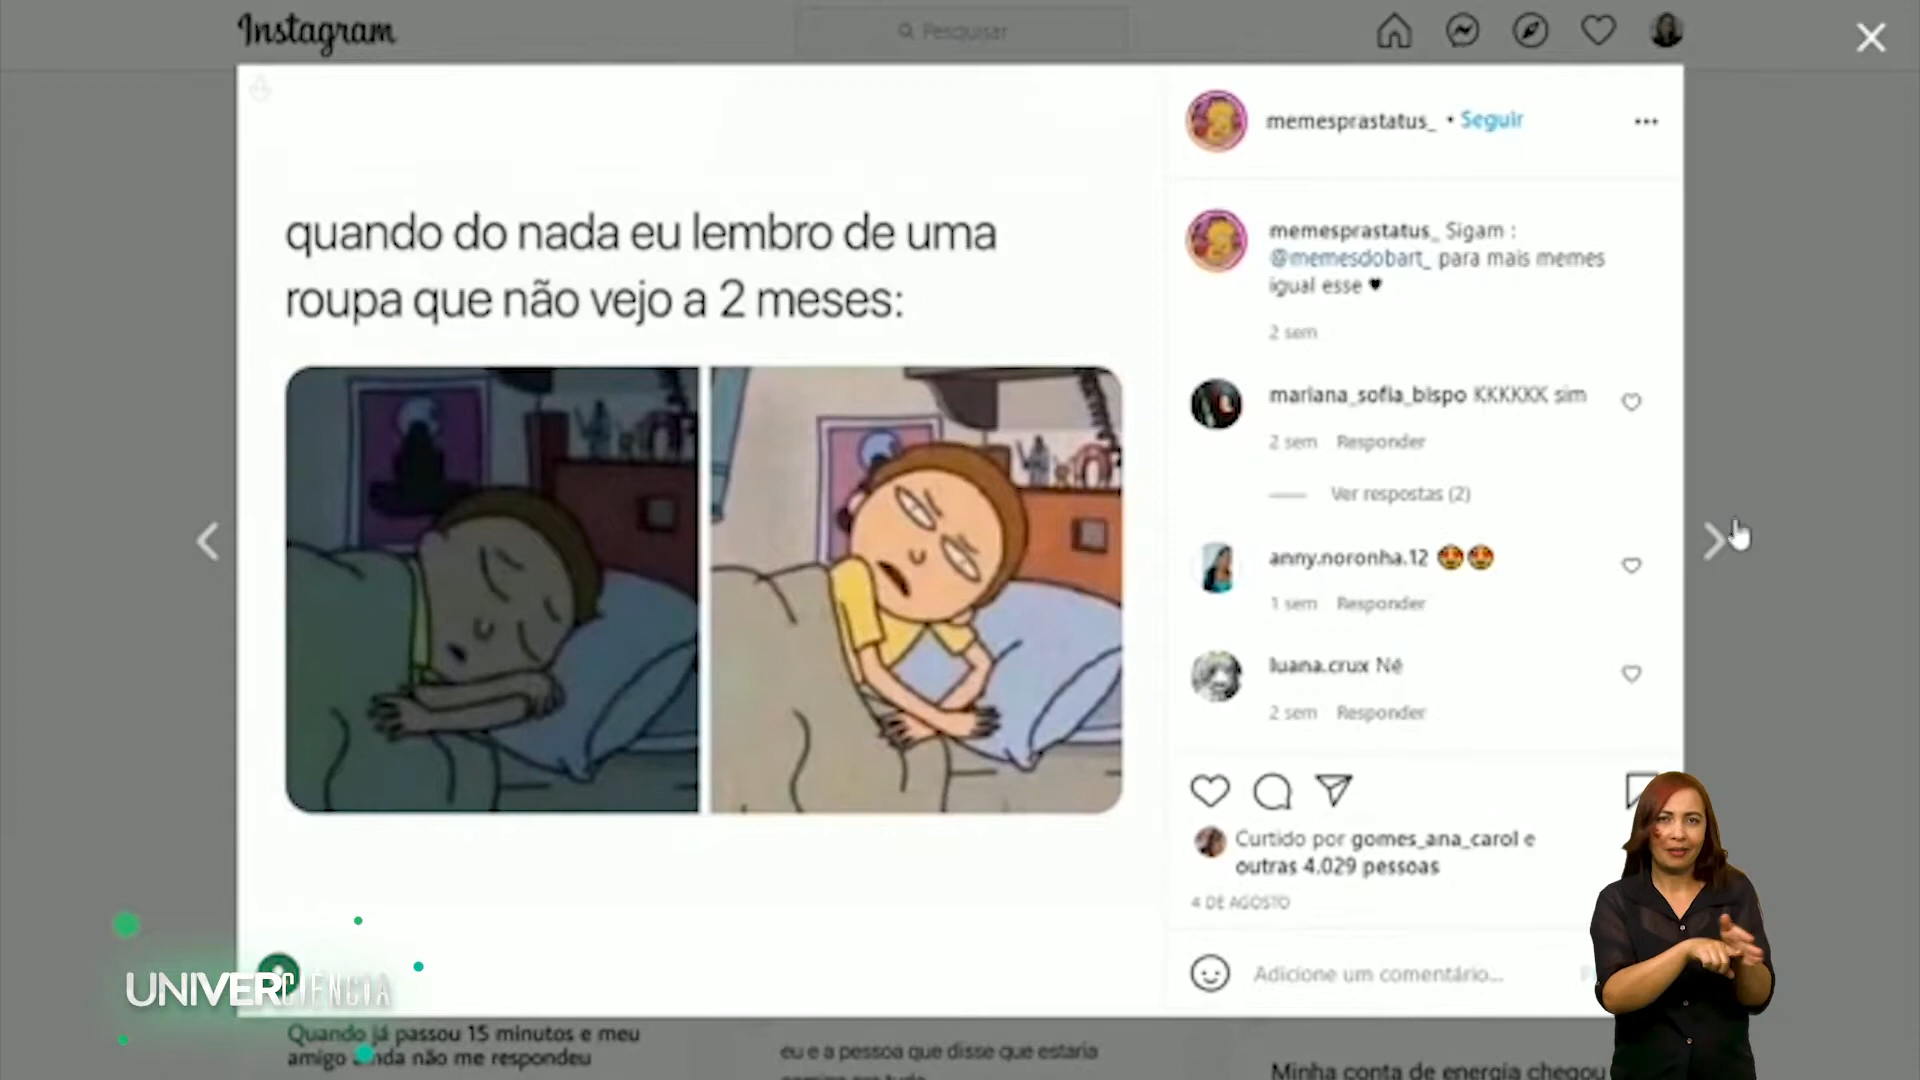 Instagram
Pesquisar
quando do nada eu lembro de uma
roupa que não vejo a 2 meses:
memesprastatus_ • Seguir
memesprastatus_ Sigam :
@memesdobart_ para mais memes
igual esse ♥
2 sem
mariana_sofia_bispo KKKKKK sim
2 sem Responder
Ver respostas (2)
anny.noronha.12 😍😍
1 sem Responder
luana.crux Né
2 sem Responder
Curtido por gomes_ana_carol e
outras 4.029 pessoas
4 DE AGOSTO
Adicione um comentário...
UNIVERCIÊNCIA
Quando já passou 15 minutos e meu
amigo ainda não me respondeu
eu e a pessoa que disse que estaria
Minha conta de energia chegou